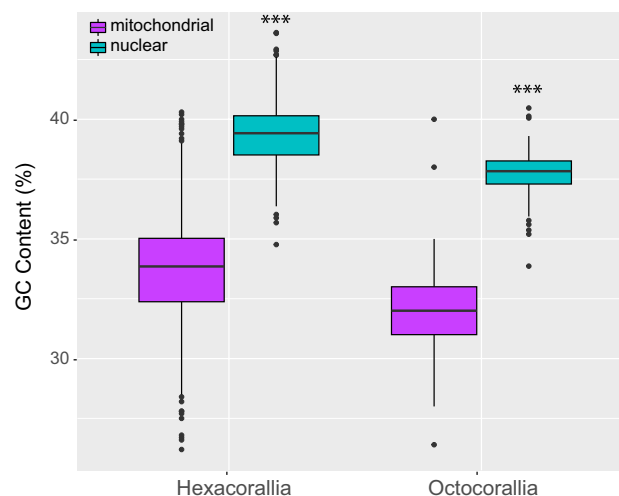 mitochondrial
nuclear
***
***
GC Content (%)
40
35
30
Hexacorallia
Octocorallia